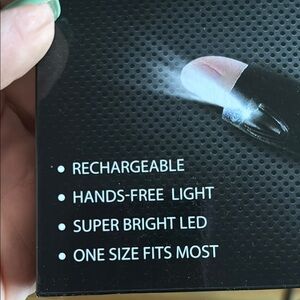 • RECHARGEABLE
• HANDS-FREE LIGHT
• SUPER BRIGHT LED
• ONE SIZE FITS MOST